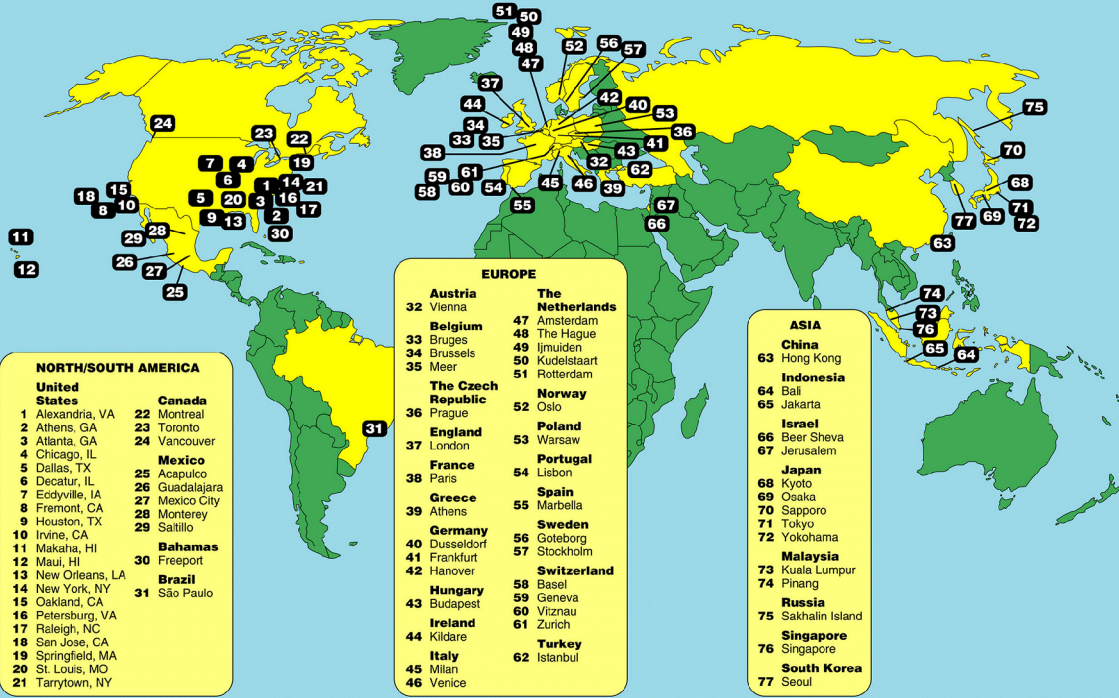 51 50
49
48
47
52
56
57
37
44
34
33
35
38
42
40
53
36
41
43
32
62
59
58
60
61
54
45
46
39
55
67
66
24
23
22
19
7
4
6
1
14
21
5
20
3
16
17
9
13
2
30
18
15
8
10
28
29
26
27
25
11
12
31
75
70
68
69
71
72
77
63
74
73
76
65
64
NORTH/SOUTH AMERICA
United
States
1 Alexandria, VA
2 Athens, GA
3 Atlanta, GA
4 Chicago, IL
5 Dallas, TX
6 Decatur, IL
7 Eddyville, IA
8 Fremont, CA
9 Houston, TX
10 Irvine, CA
11 Makaha, HI
12 Maui, HI
13 New Orleans, LA
14 New York, NY
15 Oakland, CA
16 Petersburg, VA
17 Raleigh, NC
18 San Jose, CA
19 Springfield, MA
20 St. Louis, MO
21 Tarrytown, NY
Canada
22 Montreal
23 Toronto
24 Vancouver
Mexico
25 Acapulco
26 Guadalajara
27 Mexico City
28 Monterey
29 Saltillo
Bahamas
30 Freeport
Brazil
31 São Paulo
EUROPE
Austria
32 Vienna
Belgium
33 Bruges
34 Brussels
35 Meer
The Czech
Republic
36 Prague
England
37 London
France
38 Paris
Greece
39 Athens
Germany
40 Dusseldorf
41 Frankfurt
42 Hanover
Hungary
43 Budapest
Ireland
44 Kildare
Italy
45 Milan
46 Venice
The
Netherlands
47 Amsterdam
48 The Hague
49 Ijmuiden
50 Kudelstaart
51 Rotterdam
Norway
52 Oslo
Poland
53 Warsaw
Portugal
54 Lisbon
Spain
55 Marbella
Sweden
56 Goteborg
57 Stockholm
Switzerland
58 Basel
59 Geneva
60 Vitznau
61 Zurich
Turkey
62 Istanbul
ASIA
China
63 Hong Kong
Indonesia
64 Bali
65 Jakarta
Israel
66 Beer Sheva
67 Jerusalem
Japan
68 Kyoto
69 Osaka
70 Sapporo
71 Tokyo
72 Yokohama
Malaysia
73 Kuala Lumpur
74 Pinang
Russia
75 Sakhalin Island
Singapore
76 Singapore
South Korea
77 Seoul